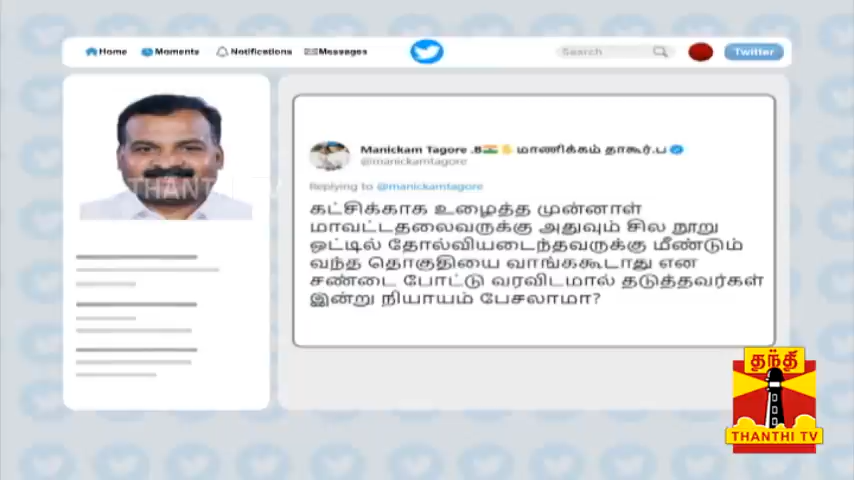 Home Moments Notifications Messages Search Twitter
THANTHI TV
Manickam Tagore .B🇮🇳✋ மாணிக்கம் தாகூர்.ப
@manickamtagore
Replying to @manickamtagore
கட்சிக்காக உழைத்த முன்னாள்
மாவட்டதலைவருக்கு அதுவும் சில நூறு
ஒட்டில் தோல்வியடைந்தவருக்கு மீண்டும்
வந்த தொகுதியை வாங்ககூடாது என
சண்டை போட்டு வரவிடமால் தடுத்தவர்கள்
இன்று நியாயம் பேசலாமா?
தந்தி
THANTHI TV